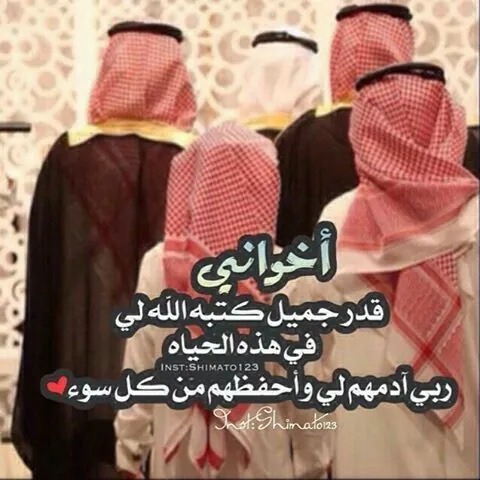 أخواني
قدر جميل كتبه الله لي
في هذه الحياه
INST:SHIMATO123
ربي آدمهم لي وأحفظهم من كل سوء
Inst:Shimato123